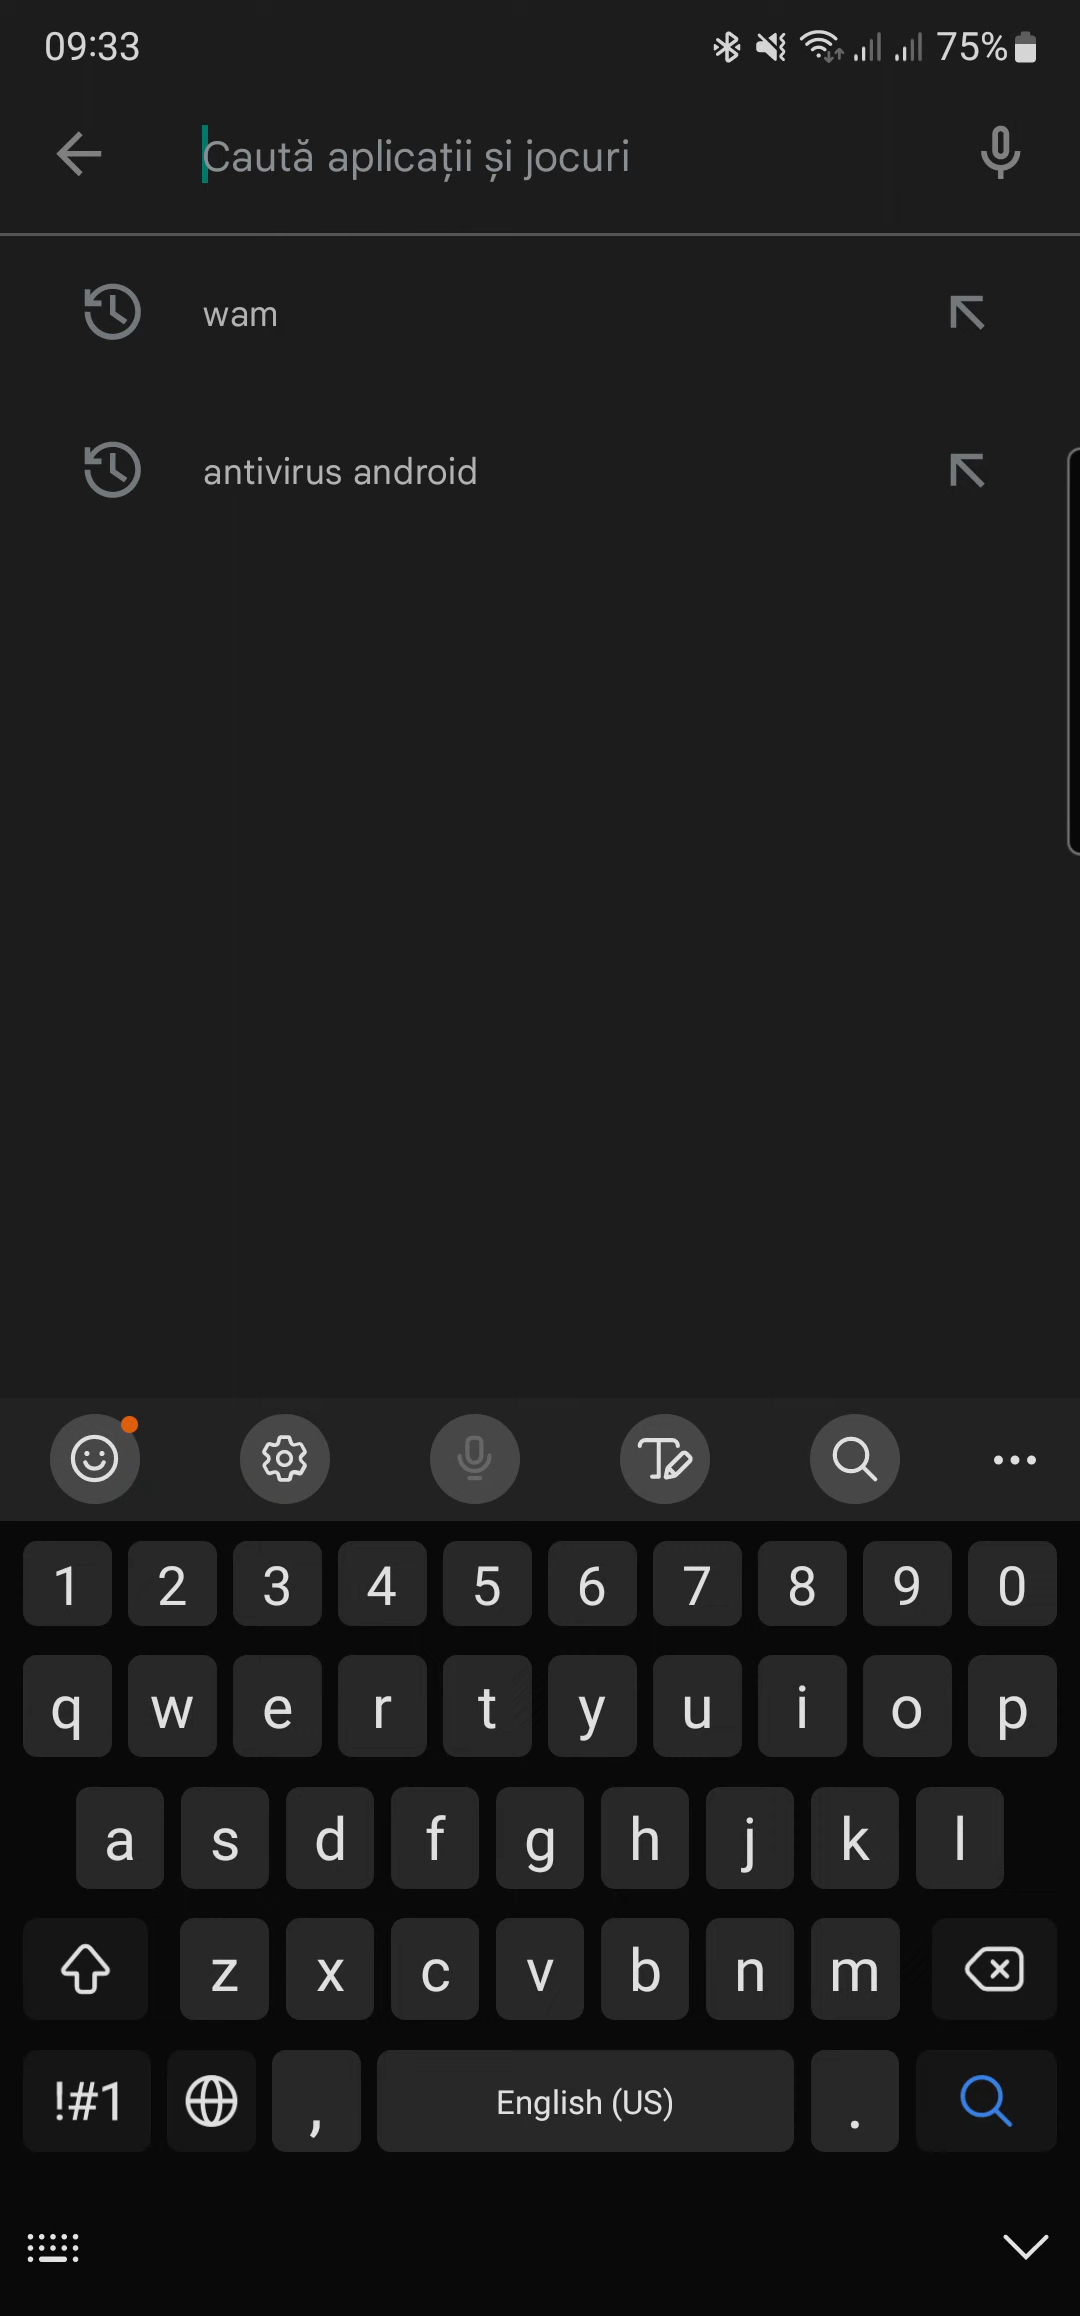 09:33 75%
Caută aplicații și jocuri
wam
antivirus android
1 2 3 4 5 6 7 8 9 0
q w e r t y u i o p
a s d f g h j k l
z x c v b n m
!#1 , English (US) .